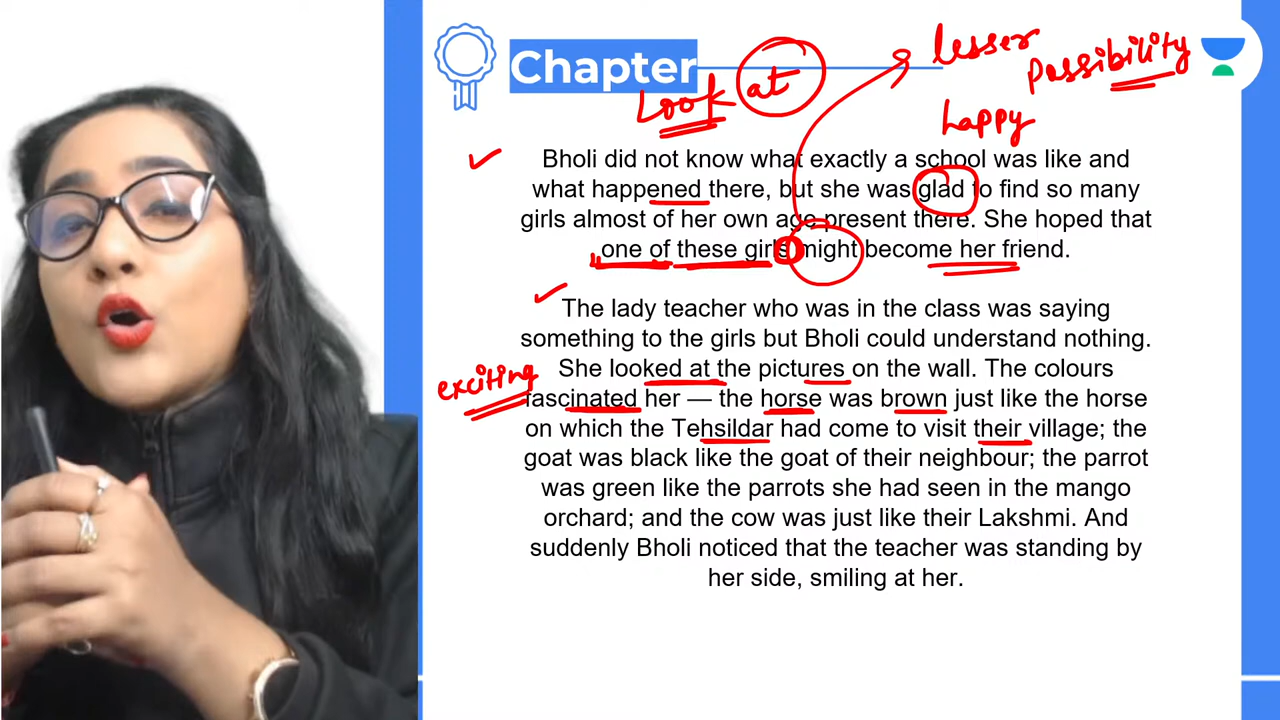 lesser
possibility
Chapter
Look at
happy
Bholi did not know what exactly a school was like and
what happened there, but she was glad to find so many
girls almost of her own age present there. She hoped that
one of these girls might become her friend.
The lady teacher who was in the class was saying
something to the girls but Bholi could understand nothing.
She looked at the pictures on the wall. The colours
exciting
fascinated her — the horse was brown just like the horse
on which the Tehsildar had come to visit their village; the
goat was black like the goat of their neighbour; the parrot
was green like the parrots she had seen in the mango
orchard; and the cow was just like their Lakshmi. And
suddenly Bholi noticed that the teacher was standing by
her side, smiling at her.